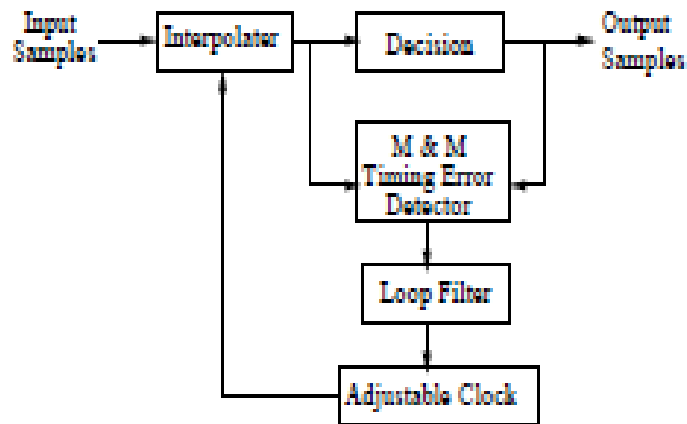 Input
Samples
Interpolater
Decision
Output
Samples
M & M
Timing Error
Detector
Loop Filter
Adjustable Clock